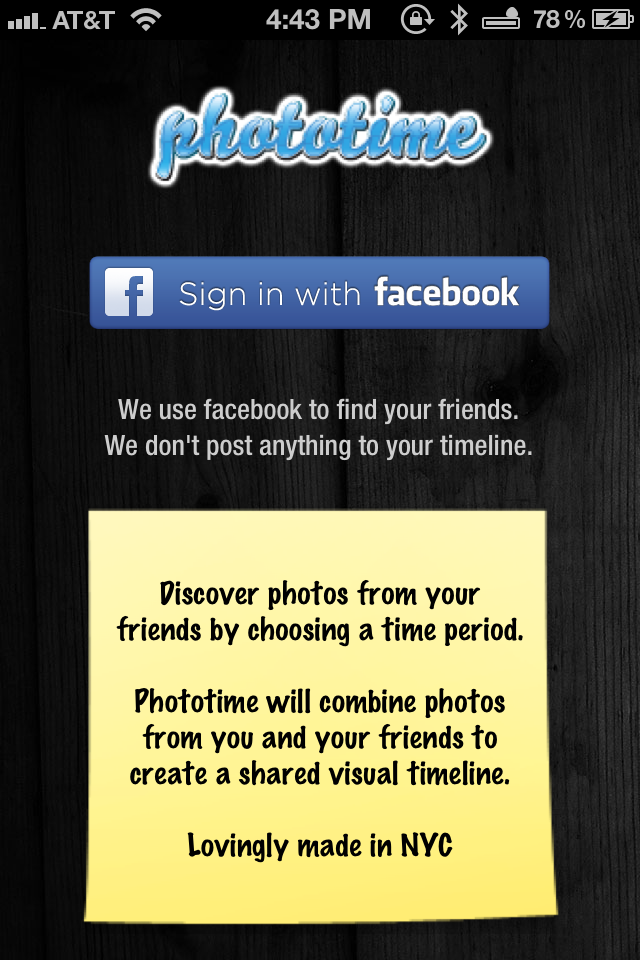 AT&T 4:43 PM 78 %
phototime
f Sign in with facebook
We use facebook to find your friends.
We don't post anything to your timeline.
Discover photos from your
friends by choosing a time period.
Phototime will combine photos
from you and your friends to
create a shared visual timeline.
Lovingly made in NYC